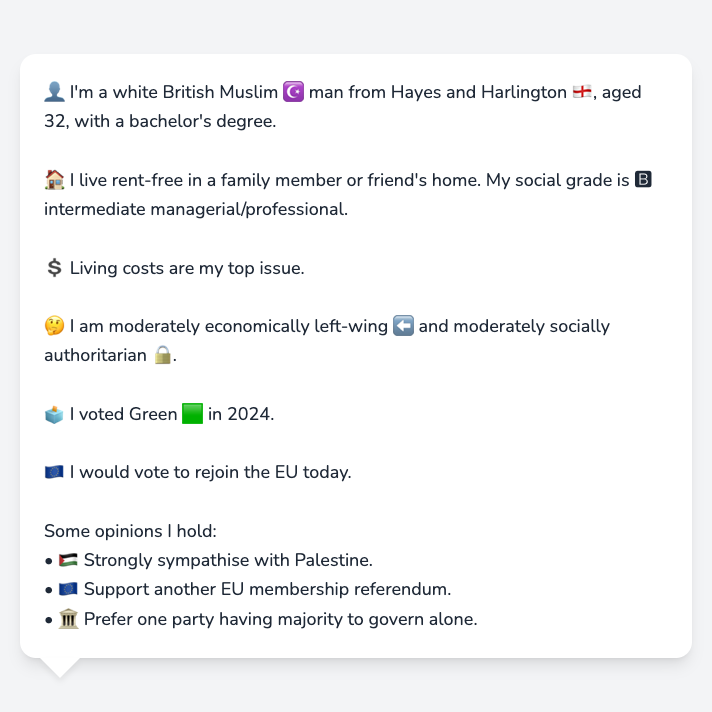 👤 I'm a white British Muslim ☪️ man from Hayes and Harlington 🏴󠁧󠁢󠁥󠁮󠁧󠁿, aged
32, with a bachelor's degree.
🏠 I live rent-free in a family member or friend's home. My social grade is 🅱
intermediate managerial/professional.
💲 Living costs are my top issue.
🤔 I am moderately economically left-wing ⬅️ and moderately socially
authoritarian 🔒.
🗳️ I voted Green 🟩 in 2024.
🇪🇺 I would vote to rejoin the EU today.
Some opinions I hold:
• 🇵🇸 Strongly sympathise with Palestine.
• 🇪🇺 Support another EU membership referendum.
• 🏛️ Prefer one party having majority to govern alone.